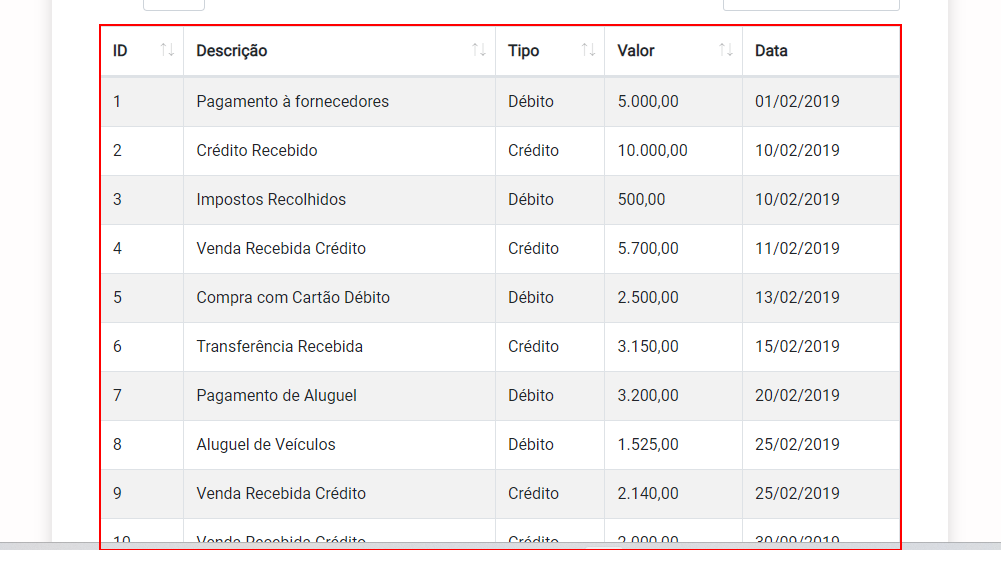 ID Descrição Tipo Valor Data
1 Pagamento à fornecedores Débito 5.000,00 01/02/2019
2 Crédito Recebido Crédito 10.000,00 10/02/2019
3 Impostos Recolhidos Débito 500,00 10/02/2019
4 Venda Recebida Crédito Crédito 5.700,00 11/02/2019
5 Compra com Cartão Débito Débito 2.500,00 13/02/2019
6 Transferência Recebida Crédito 3.150,00 15/02/2019
7 Pagamento de Aluguel Débito 3.200,00 20/02/2019
8 Aluguel de Veículos Débito 1.525,00 25/02/2019
9 Venda Recebida Crédito Crédito 2.140,00 25/02/2019
10 Venda Recebida Crédito Crédito